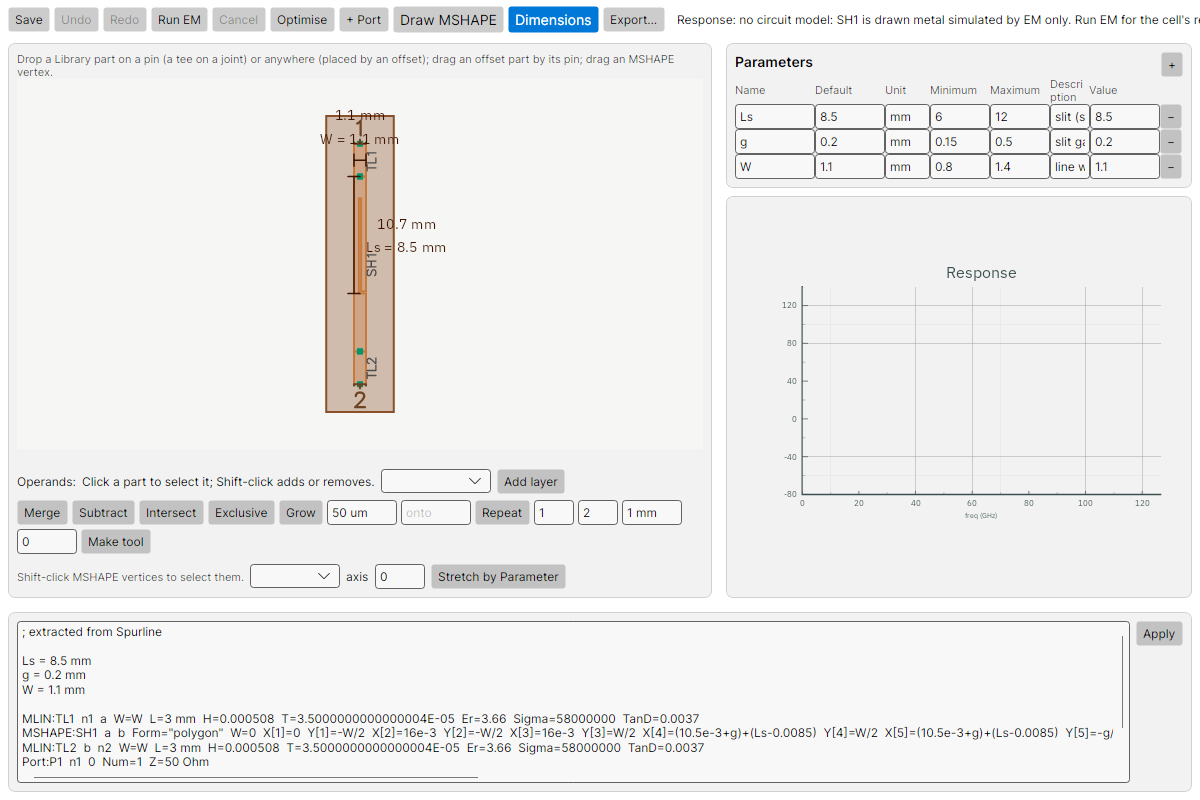 Save Undo Redo Run EM Cancel Optimise + Port Draw MSHAPE Dimensions Export... Response: no circuit model: SH1 is drawn metal simulated by EM only. Run EM for the cell's
Drop a Library part on a pin (a tee on a joint) or anywhere (placed by an offset); drag an offset part by its pin; drag an MSHAPE
vertex.
1.1 mm
1
W = 1.1 mm
TL1
10.7 mm
Ls = 8.5 mm
SH1
TL2
2
Operands: Click a part to select it; Shift-click adds or removes. Add layer
Merge Subtract Intersect Exclusive Grow 50 um onto Repeat 1 2 1 mm
0 Make tool
Shift-click MSHAPE vertices to select them. axis 0 Stretch by Parameter
Parameters +
Name Default Unit Minimum Maximum Descri
ption Value
Ls 8.5 mm 6 12 slit (s 8.5 −
g 0.2 mm 0.15 0.5 slit ga 0.2 −
W 1.1 mm 0.8 1.4 line w 1.1 −
Response
120
80
40
0
-40
-80
0 20 40 60 80 100 120
freq (GHz)
; extracted from Spurline
Ls = 8.5 mm
g = 0.2 mm
W = 1.1 mm
MLIN:TL1 n1 a W=W L=3 mm H=0.000508 T=3.5000000000000004E-05 Er=3.66 Sigma=58000000 TanD=0.0037
MSHAPE:SH1 a b Form="polygon" W=0 X[1]=0 Y[1]=-W/2 X[2]=16e-3 Y[2]=-W/2 X[3]=16e-3 Y[3]=W/2 X[4]=(10.5e-3+g)+(Ls-0.0085) Y[4]=W/2 X[5]=(10.5e-3+g)+(Ls-0.0085) Y[5]=-g/
MLIN:TL2 b n2 W=W L=3 mm H=0.000508 T=3.5000000000000004E-05 Er=3.66 Sigma=58000000 TanD=0.0037
Port:P1 n1 0 Num=1 Z=50 Ohm
Apply